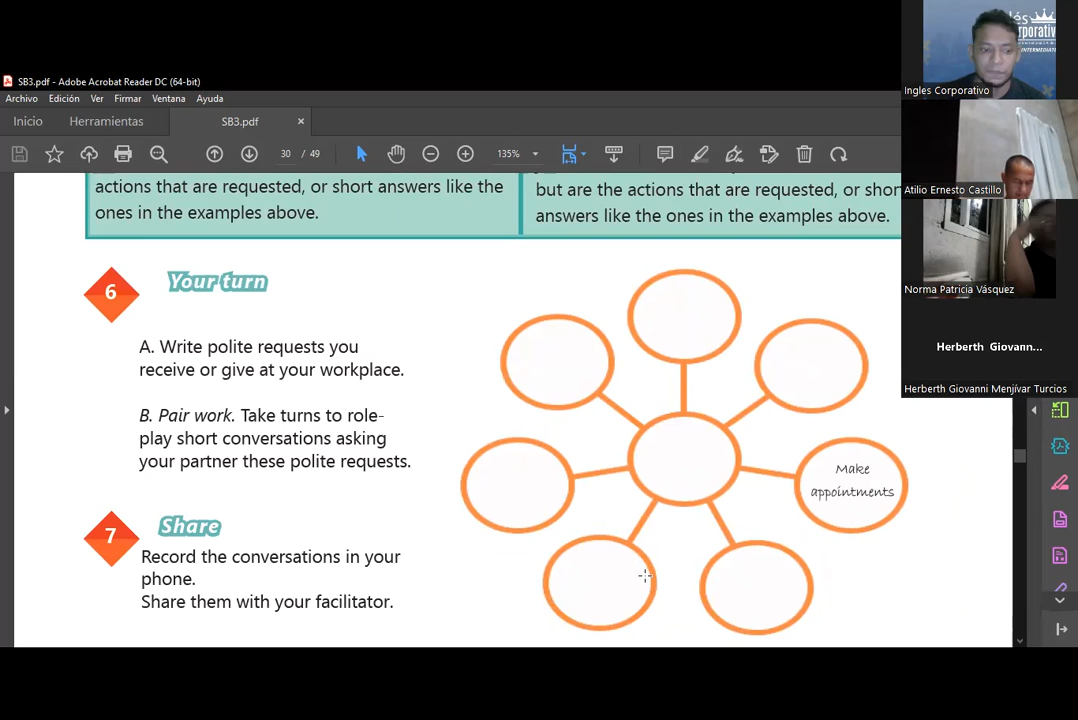 SB3.pdf - Adobe Acrobat Reader DC (64-bit)
Archivo Edición Ver Firmar Ventana Ayuda
Inicio Herramientas SB3.pdf ×
30 / 49 135%
actions that are requested, or short answers like the
ones in the examples above.
but are the actions that are requested, or shor
answers like the ones in the examples above.
6 Your turn
A. Write polite requests you
receive or give at your workplace.
B. Pair work. Take turns to role-
play short conversations asking
your partner these polite requests.
7 Share
Record the conversations in your
phone.
Share them with your facilitator.
Make
appointments
Ingles Corporativo
Atilio Ernesto Castillo
Norma Patricia Vásquez
Herberth Giovann...
Herberth Giovanni Menjívar Turcios